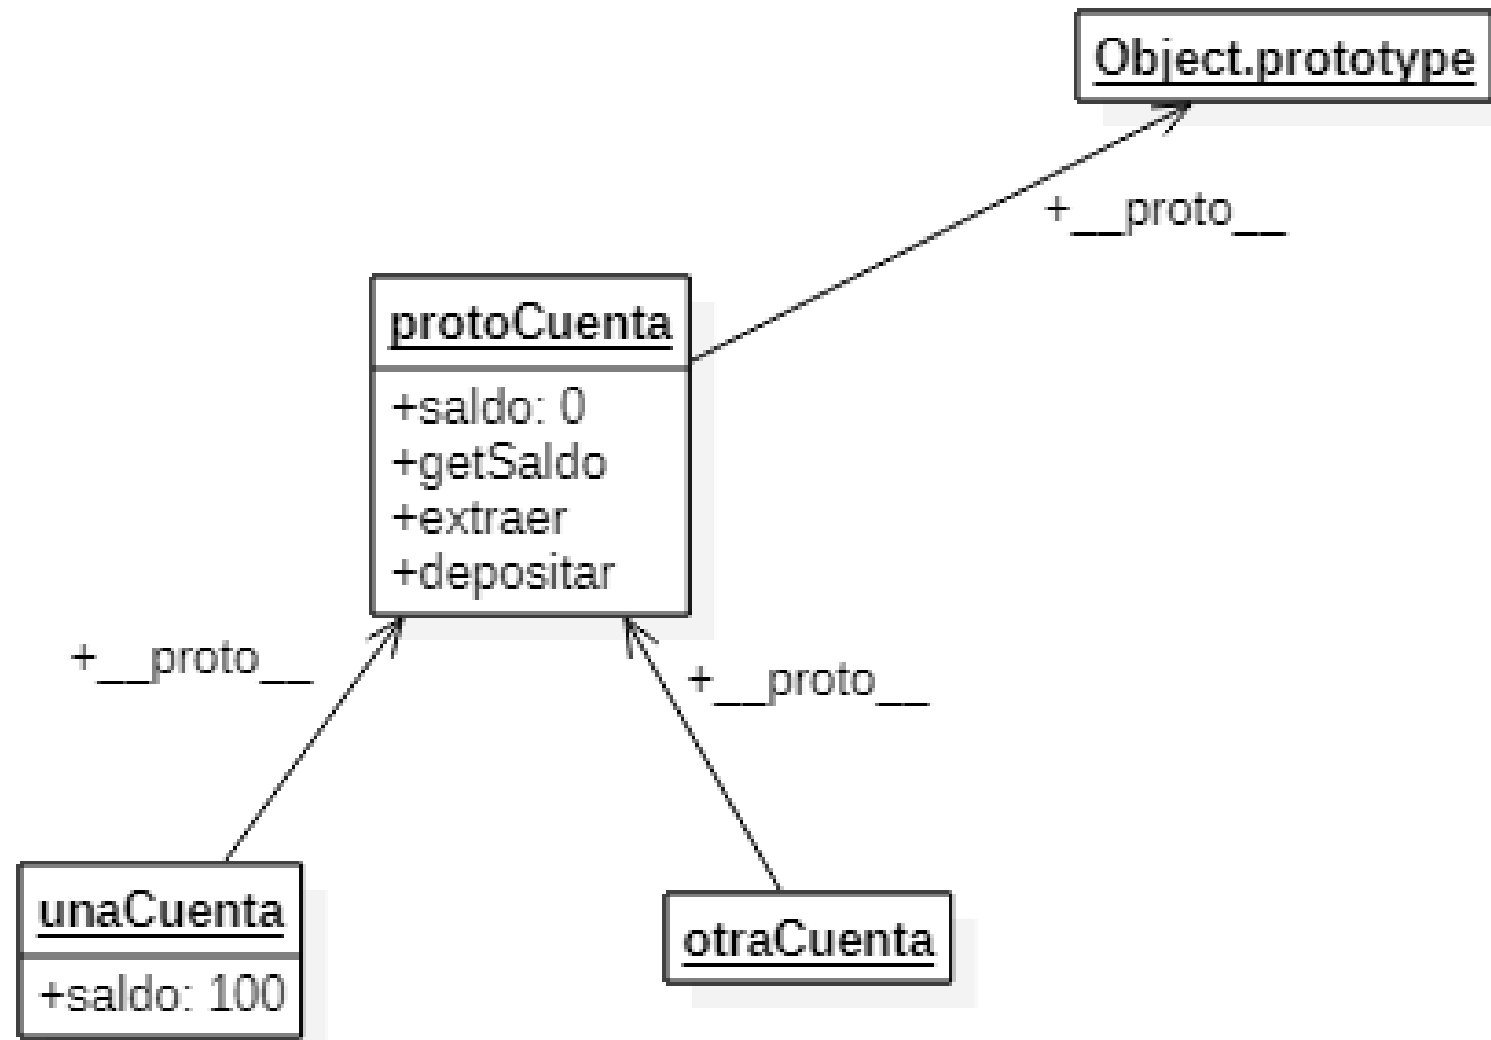 Object.prototype
+__proto__
protoCuenta
+saldo: 0
+getSaldo
+extraer
+depositar
+__proto__
+__proto__
unaCuenta
+saldo: 100
otraCuenta